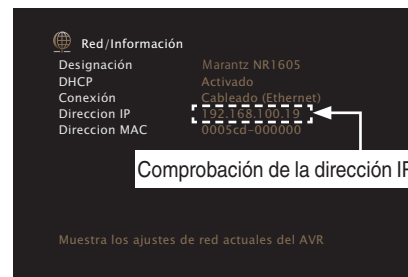 Red/Información
Designación Marantz NR1605
DHCP Activado
Conexión Cableado (Ethernet)
Direccion IP 192.168.100.19
Direccion MAC 0005cd-000000
Comprobación de la dirección IP
Muestra los ajustes de red actuales del AVR